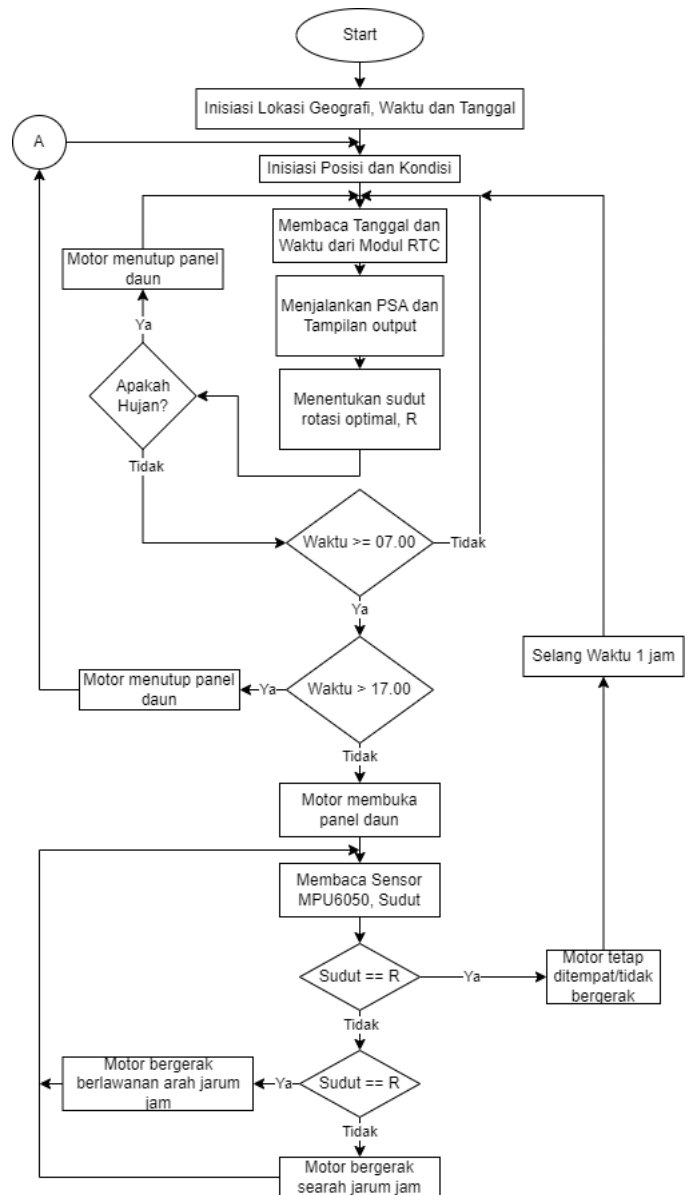 Start
Inisiasi Lokasi Geografi, Waktu dan Tanggal
A
Inisiasi Posisi dan Kondisi
Membaca Tanggal dan
Waktu dari Modul RTC
Motor menutup panel
daun
Menjalankan PSA dan
Tampilan output
Ya
Apakah
Hujan?
Menentukan sudut
rotasi optimal, R
Tidak
Waktu >= 07.00
Tidak
Ya
Selang Waktu 1 jam
Motor menutup panel
daun
Ya
Waktu > 17.00
Tidak
Motor membuka
panel daun
Membaca Sensor
MPU6050, Sudut
Sudut == R
Ya
Motor tetap
ditempat/tidak
bergerak
Tidak
Motor bergerak
berlawanan arah jarum
jam
Ya
Sudut == R
Tidak
Motor bergerak
searah jarum jam